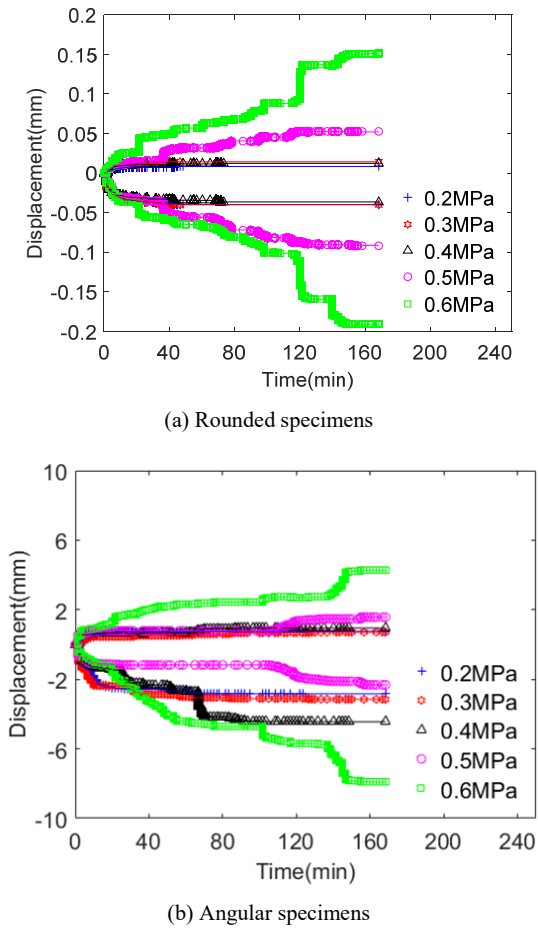 0.2
0.15
0.1
0.05
0
-0.05
-0.1
-0.15
-0.2
Displacement(mm)
0.2MPa
0.3MPa
0.4MPa
0.5MPa
0.6MPa
0 40 80 120 160 200 240
Time(min)
(a) Rounded specimens
10
6
2
-2
-6
-10
Displacement(mm)
0.2MPa
0.3MPa
0.4MPa
0.5MPa
0.6MPa
0 40 80 120 160 200 240
Time(min)
(b) Angular specimens